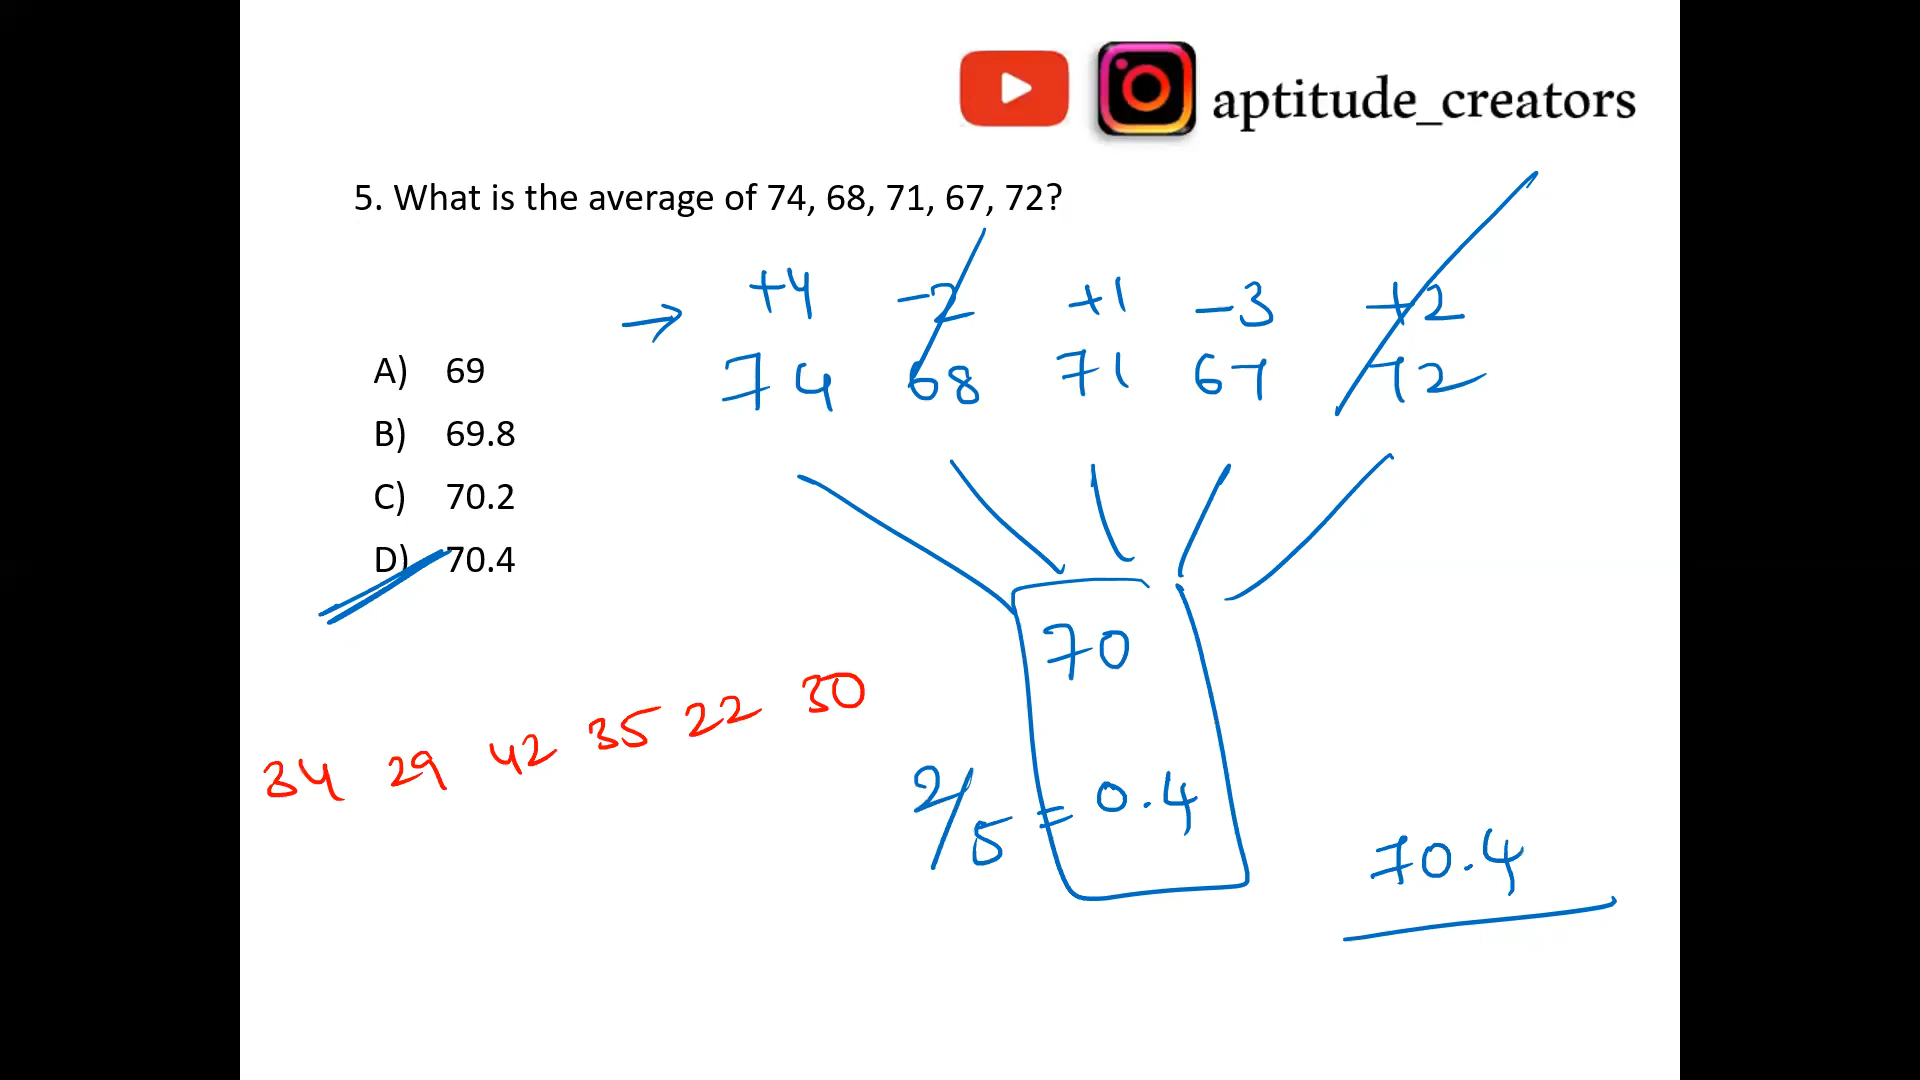 aptitude_creators
5. What is the average of 74, 68, 71, 67, 72?
+4 -2 +1 -3 +2
→ 74 68 71 67 72
A) 69
B) 69.8
C) 70.2
D) 70.4
70
34 29 42 35 22 30
2/5 = 0.4
70.4